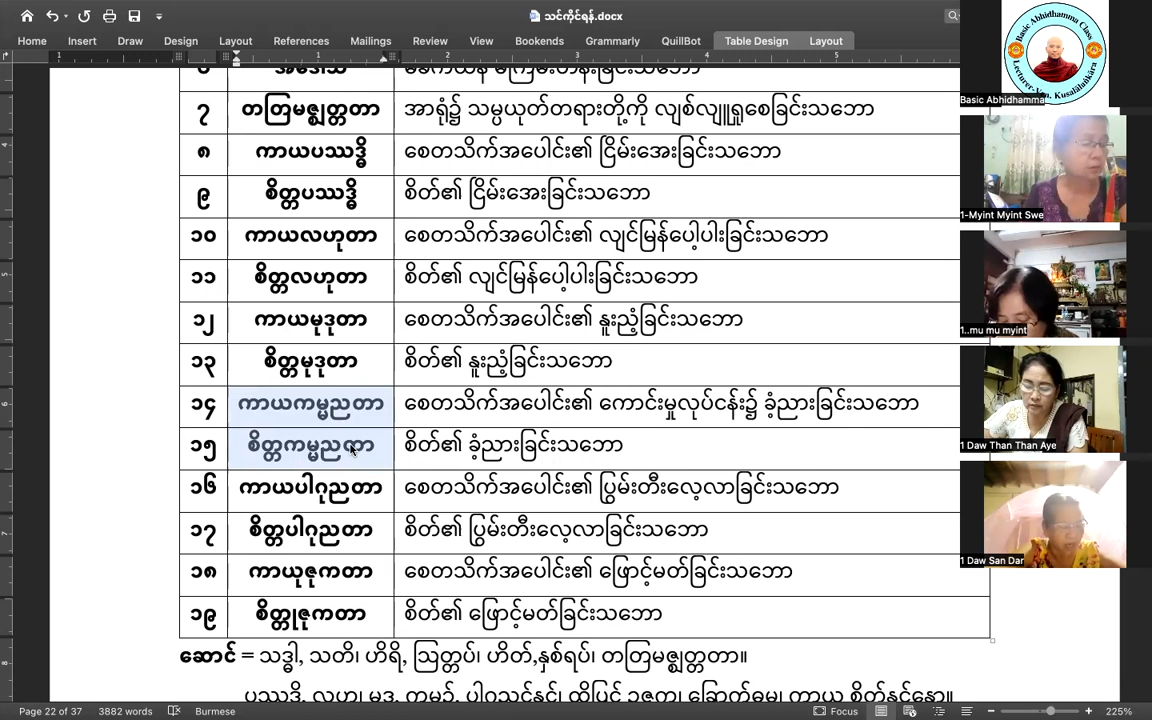 သင်ကိုင်ရန်.docx
Home Insert Draw Design Layout References Mailings Review View Bookends Grammarly QuillBot Table Design Layout
၇ တတြမဇ္ဈတ္တတာ အာရုံ၌ သမ္ပယုတ်တရားတို့ကို လျစ်လျူရှုစေခြင်းသဘော
၈ ကာယပဿဒ္ဓိ စေတသိက်အပေါင်း၏ ငြိမ်းအေးခြင်းသဘော
၉ စိတ္တပဿဒ္ဓိ စိတ်၏ ငြိမ်းအေးခြင်းသဘော
၁၀ ကာယလဟုတာ စေတသိက်အပေါင်း၏ လျင်မြန်ပေါ့ပါးခြင်းသဘော
၁၁ စိတ္တလဟုတာ စိတ်၏ လျင်မြန်ပေါ့ပါးခြင်းသဘော
၁၂ ကာယမုဒုတာ စေတသိက်အပေါင်း၏ နူးညံ့ခြင်းသဘော
၁၃ စိတ္တမုဒုတာ စိတ်၏ နူးညံ့ခြင်းသဘော
၁၄ ကာယကမ္မညတာ စေတသိက်အပေါင်း၏ ကောင်းမှုလုပ်ငန်း၌ ခံ့ညားခြင်းသဘော
၁၅ စိတ္တကမ္မညတာ စိတ်၏ ခံ့ညားခြင်းသဘော
၁၆ ကာယပါဂုညတာ စေတသိက်အပေါင်း၏ ပြွမ်းတီးလေ့လာခြင်းသဘော
၁၇ စိတ္တပါဂုညတာ စိတ်၏ ပြွမ်းတီးလေ့လာခြင်းသဘော
၁၈ ကာယုဇုကတာ စေတသိက်အပေါင်း၏ ဖြောင့်မတ်ခြင်းသဘော
၁၉ စိတ္တုဇုကတာ စိတ်၏ ဖြောင့်မတ်ခြင်းသဘော
ဆောင် = သဒ္ဓါ, သတိ၊ ဟိရိ, ဩတ္တပ်၊ ဟိတ်,နှစ်ရပ်၊ တတြမဇ္ဈတ္တတာ။
Page 22 of 37 3882 words Burmese Focus 225%
Basic Abhidhamma Class
Lecturer-Ven. Kusalālaṅkāra
Basic Abhidhamma
1-Myint Myint Swe
1..mu mu myint
1 Daw Than Than Aye
1 Daw San Dar